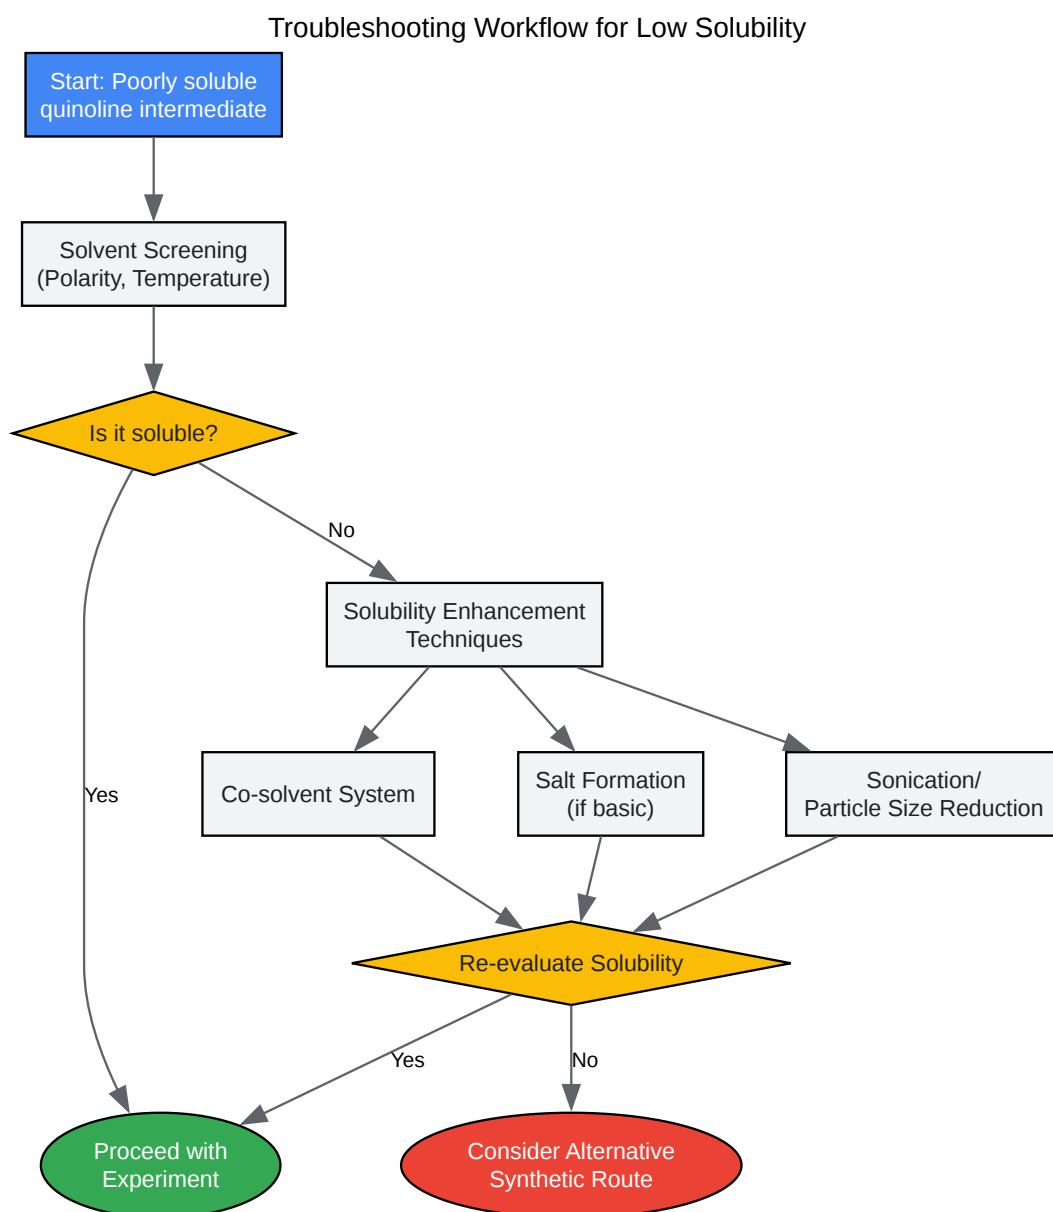 Troubleshooting Workflow for Low Solubility
Start: Poorly soluble
quinoline intermediate
Solvent Screening
(Polarity, Temperature)
Is it soluble?
No
Solubility Enhancement
Techniques
Yes
Co-solvent System
Salt Formation
(if basic)
Sonication/
Particle Size Reduction
Re-evaluate Solubility
Yes
No
Proceed with
Experiment
Consider Alternative
Synthetic Route